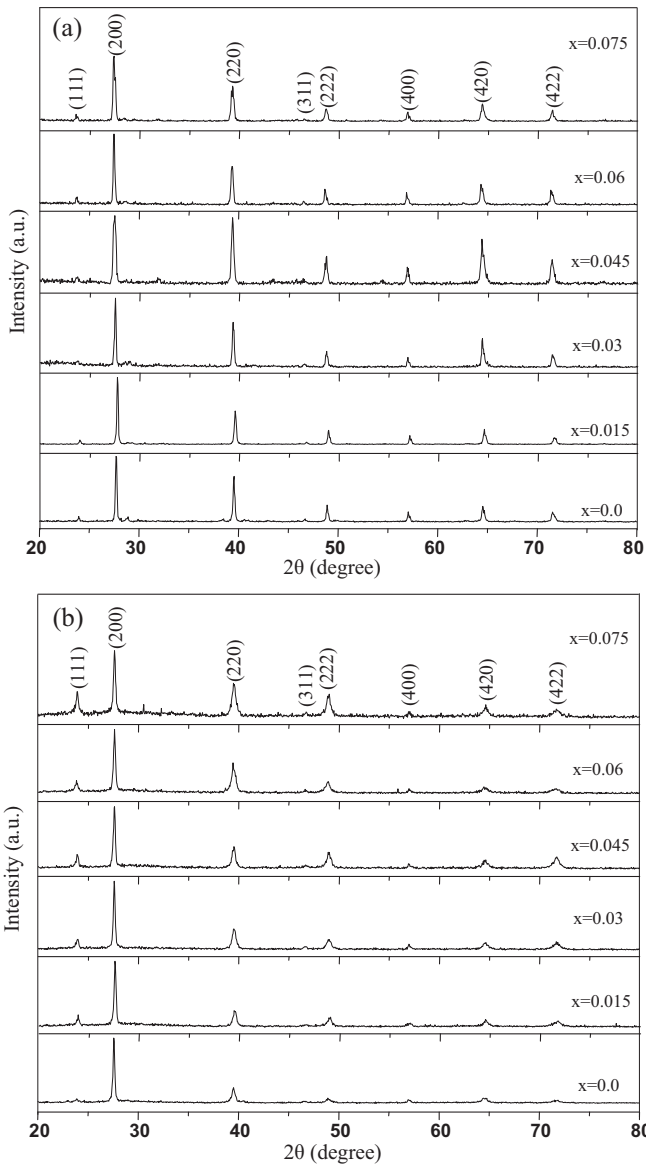 (a)
(111)
(200)
(220)
(311)
(222)
(400)
(420)
(422)
x=0.075
x=0.06
x=0.045
x=0.03
x=0.015
x=0.0
Intensity (a.u.)
20 30 40 50 60 70 80
2θ (degree)
(b)
(111)
(200)
(220)
(311)
(222)
(400)
(420)
(422)
x=0.075
x=0.06
x=0.045
x=0.03
x=0.015
x=0.0
Intensity (a.u.)
20 30 40 50 60 70 80
2θ (degree)